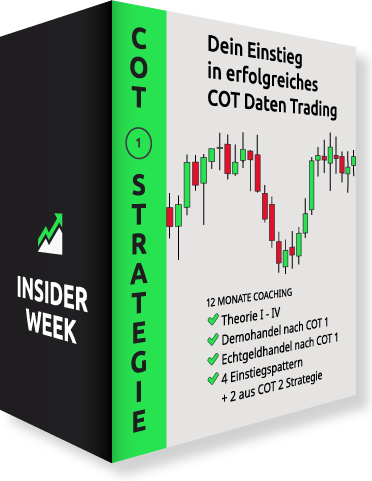 INSIDER
WEEK
COT
1
STRATEGIE
Dein Einstieg
in erfolgreiches
COT Daten Trading
12 MONATE COACHING
Theorie I - IV
Demohandel nach COT 1
Echtgeldhandel nach COT 1
4 Einstiegspattern
+ 2 aus COT 2 Strategie